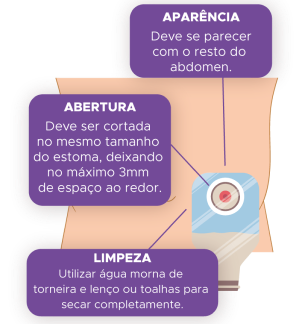 APARÊNCIA
Deve se parecer
com o resto do
abdomen.
ABERTURA
Deve ser cortada
no mesmo tamanho
do estoma, deixando
no máximo 3mm
de espaço ao redor.
LIMPEZA
Utilizar água morna de
torneira e lenço ou toalhas para
secar completamente.